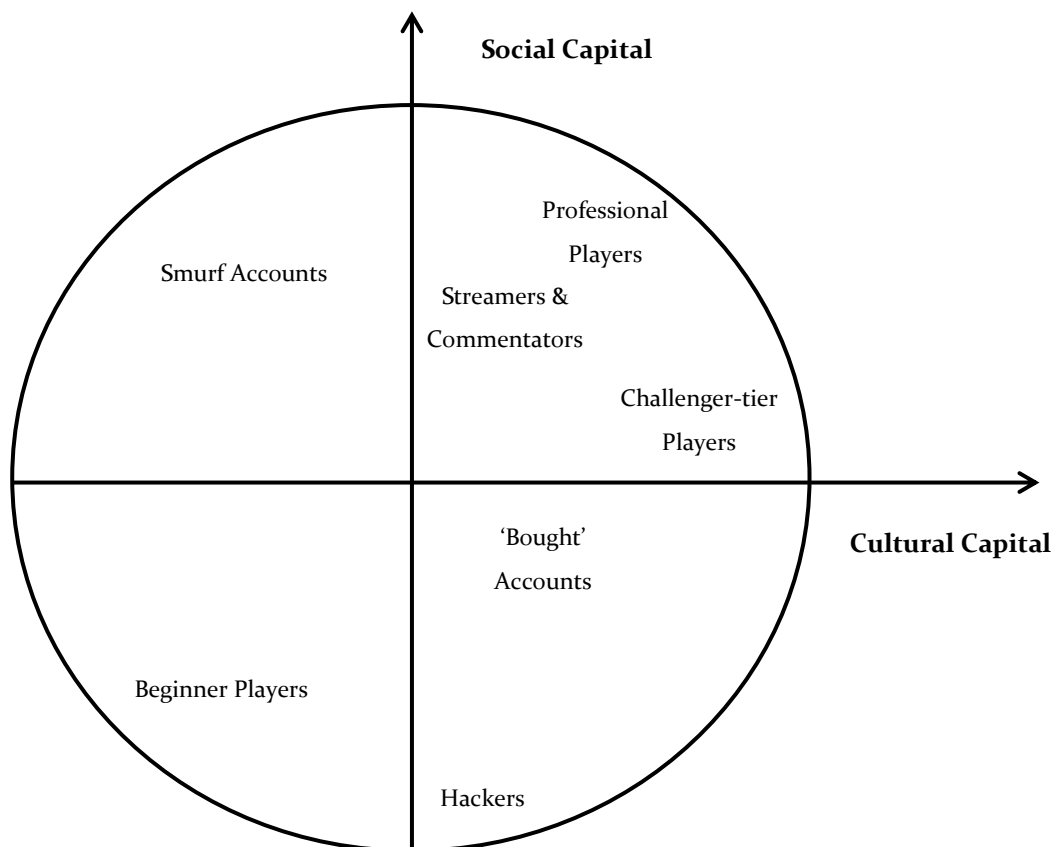 Social Capital
Professional
Players
Smurf Accounts
Streamers &
Commentators
Challenger-tier
Players
‘Bought’
Accounts
Cultural Capital
Beginner Players
Hackers